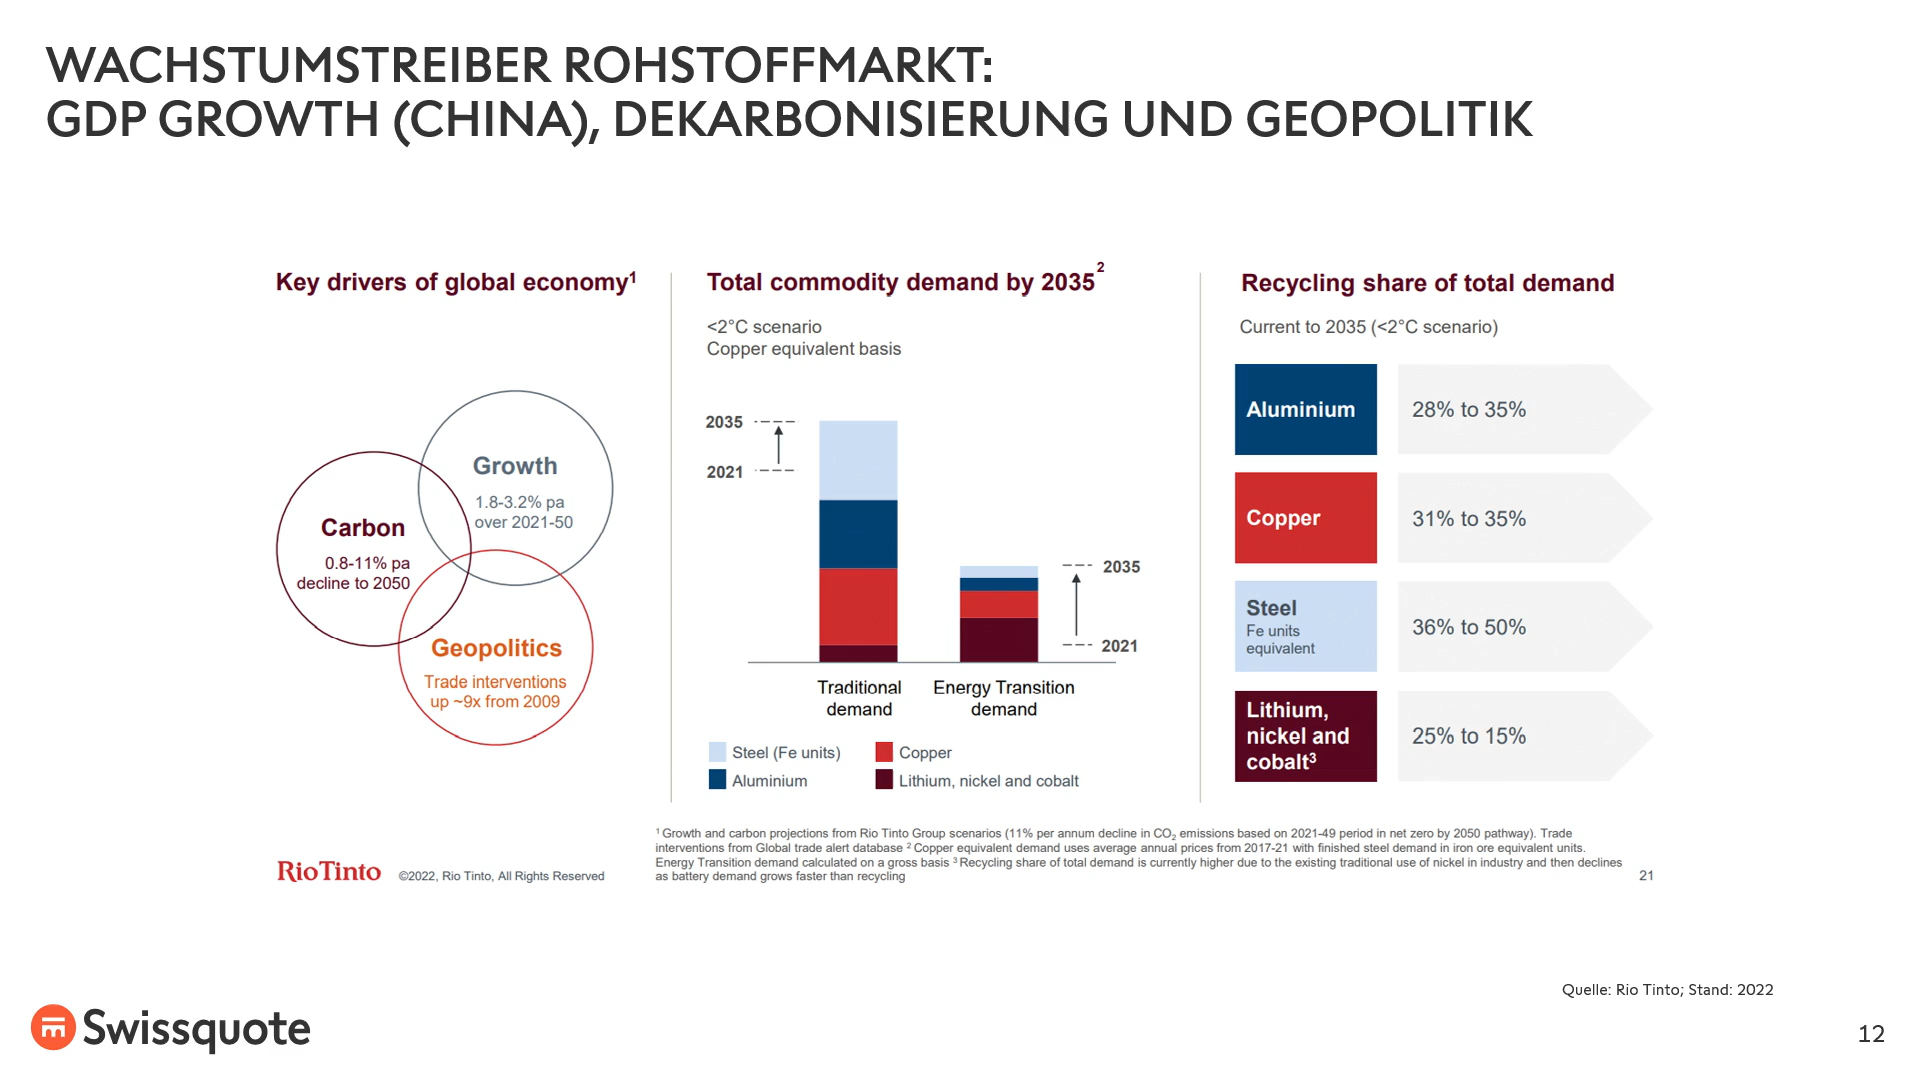 WACHSTUMSTREIBER ROHSTOFFMARKT:
GDP GROWTH (CHINA), DEKARBONISIERUNG UND GEOPOLITIK
Key drivers of global economy¹
Growth
1.8-3.2% pa
over 2021-50
Carbon
0.8-11% pa
decline to 2050
Geopolitics
Trade interventions
up ~9x from 2009
Total commodity demand by 2035²
<2°C scenario
Copper equivalent basis
2035
2021
2035
2021
Traditional
demand
Energy Transition
demand
Steel (Fe units)
Copper
Aluminium
Lithium, nickel and cobalt
Recycling share of total demand
Current to 2035 (<2°C scenario)
Aluminium
28% to 35%
Copper
31% to 35%
Steel
Fe units
equivalent
36% to 50%
Lithium,
nickel and
cobalt³
25% to 15%
¹ Growth and carbon projections from Rio Tinto Group scenarios (11% per annum decline in CO₂ emissions based on 2021-49 period in net zero by 2050 pathway). Trade
interventions from Global trade alert database ² Copper equivalent demand uses average annual prices from 2017-21 with finished steel demand in iron ore equivalent units.
Energy Transition demand calculated on a gross basis ³ Recycling share of total demand is currently higher due to the existing traditional use of nickel in industry and then declines
as battery demand grows faster than recycling
RioTinto
©2022, Rio Tinto, All Rights Reserved
21
Quelle: Rio Tinto; Stand: 2022
Swissquote
12